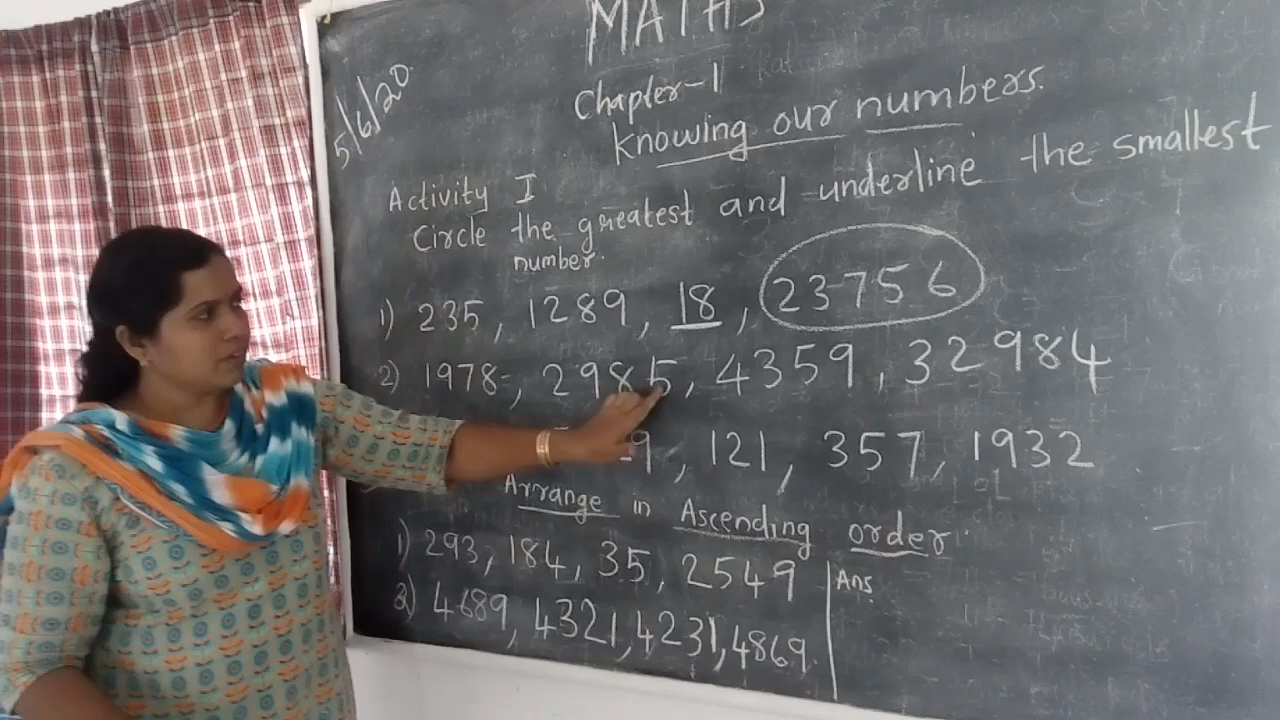 MATHS
5/6/20
Chapter-1
Knowing our numbers.
Activity I
Circle the greatest and underline the smallest
number.
1) 235, 1289, 18, 23756
2) 1978, 2985, 4359, 32984
121, 357, 1932
Arrange in Ascending order.
1) 293, 184, 35, 2549
2) 4689, 4321, 4231, 4869
Ans